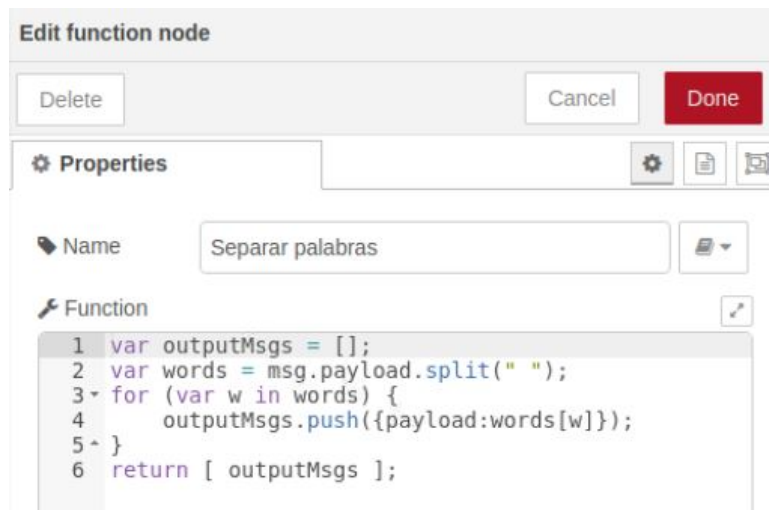 Edit function node
Delete Cancel Done
Properties
Name Separar palabras
Function
1 var outputMsgs = [];
2 var words = msg.payload.split(" ");
3 for (var w in words) {
4     outputMsgs.push({payload:words[w]});
5 }
6 return [ outputMsgs ];